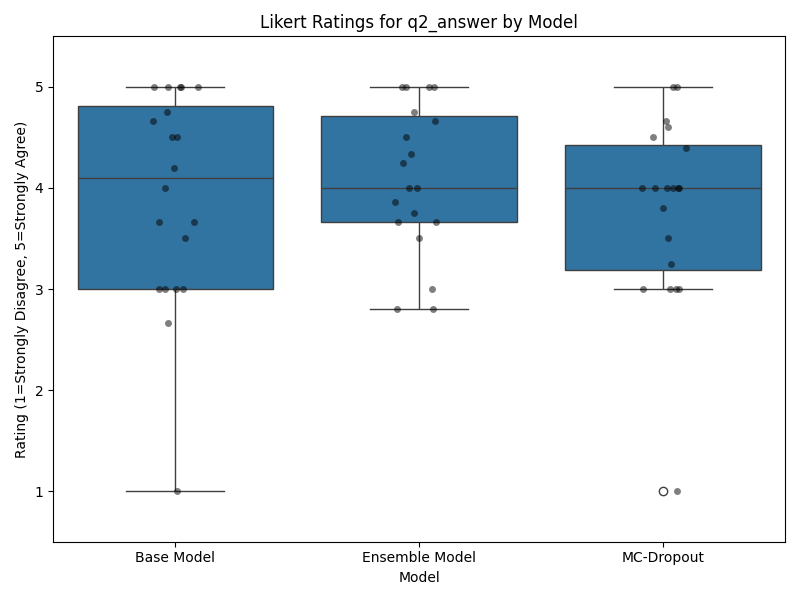 Likert Ratings for q2_answer by Model
Rating (1=Strongly Disagree, 5=Strongly Agree)
5
4
3
2
1
Base Model
Ensemble Model
MC-Dropout
Model